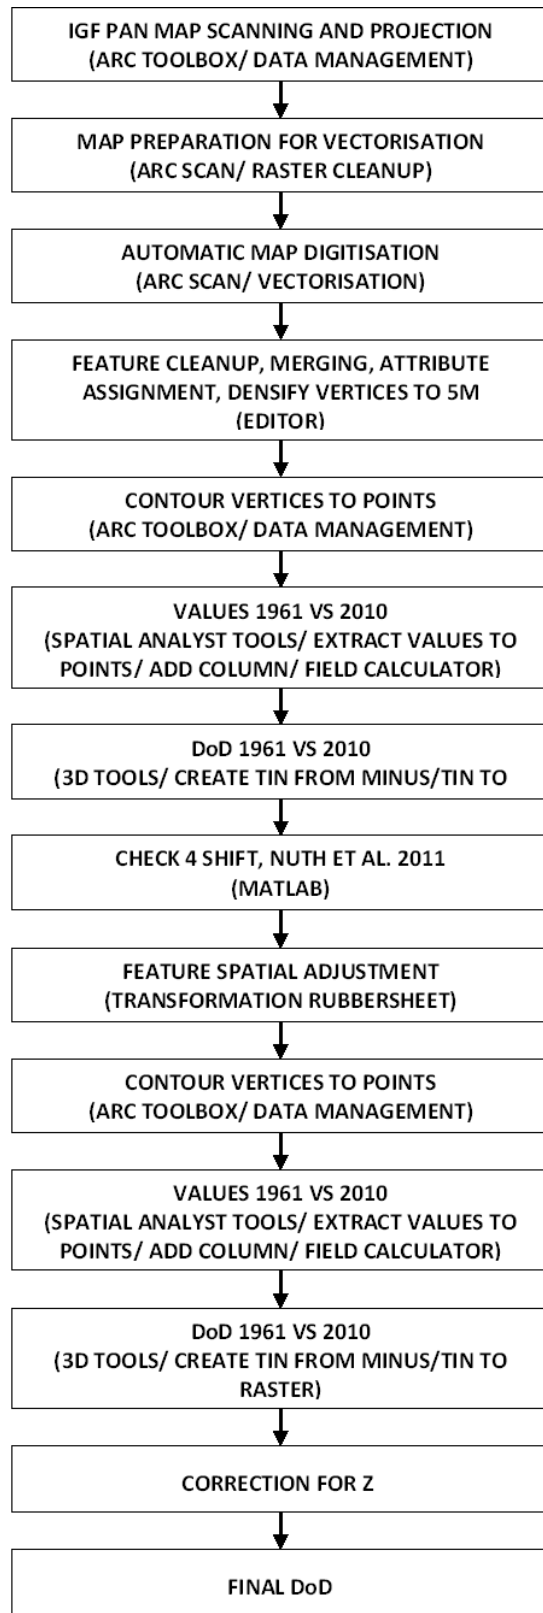 IGF PAN MAP SCANNING AND PROJECTION
(ARC TOOLBOX/ DATA MANAGEMENT)
MAP PREPARATION FOR VECTORISATION
(ARC SCAN/ RASTER CLEANUP)
AUTOMATIC MAP DIGITISATION
(ARC SCAN/ VECTORISATION)
FEATURE CLEANUP, MERGING, ATTRIBUTE
ASSIGNMENT, DENSIFY VERTICES TO 5M
(EDITOR)
CONTOUR VERTICES TO POINTS
(ARC TOOLBOX/ DATA MANAGEMENT)
VALUES 1961 VS 2010
(SPATIAL ANALYST TOOLS/ EXTRACT VALUES TO
POINTS/ ADD COLUMN/ FIELD CALCULATOR)
DoD 1961 VS 2010
(3D TOOLS/ CREATE TIN FROM MINUS/TIN TO
CHECK 4 SHIFT, NUTH ET AL. 2011
(MATLAB)
FEATURE SPATIAL ADJUSTMENT
(TRANSFORMATION RUBBERSHEET)
CONTOUR VERTICES TO POINTS
(ARC TOOLBOX/ DATA MANAGEMENT)
VALUES 1961 VS 2010
(SPATIAL ANALYST TOOLS/ EXTRACT VALUES TO
POINTS/ ADD COLUMN/ FIELD CALCULATOR)
DoD 1961 VS 2010
(3D TOOLS/ CREATE TIN FROM MINUS/TIN TO
RASTER)
CORRECTION FOR Z
FINAL DoD